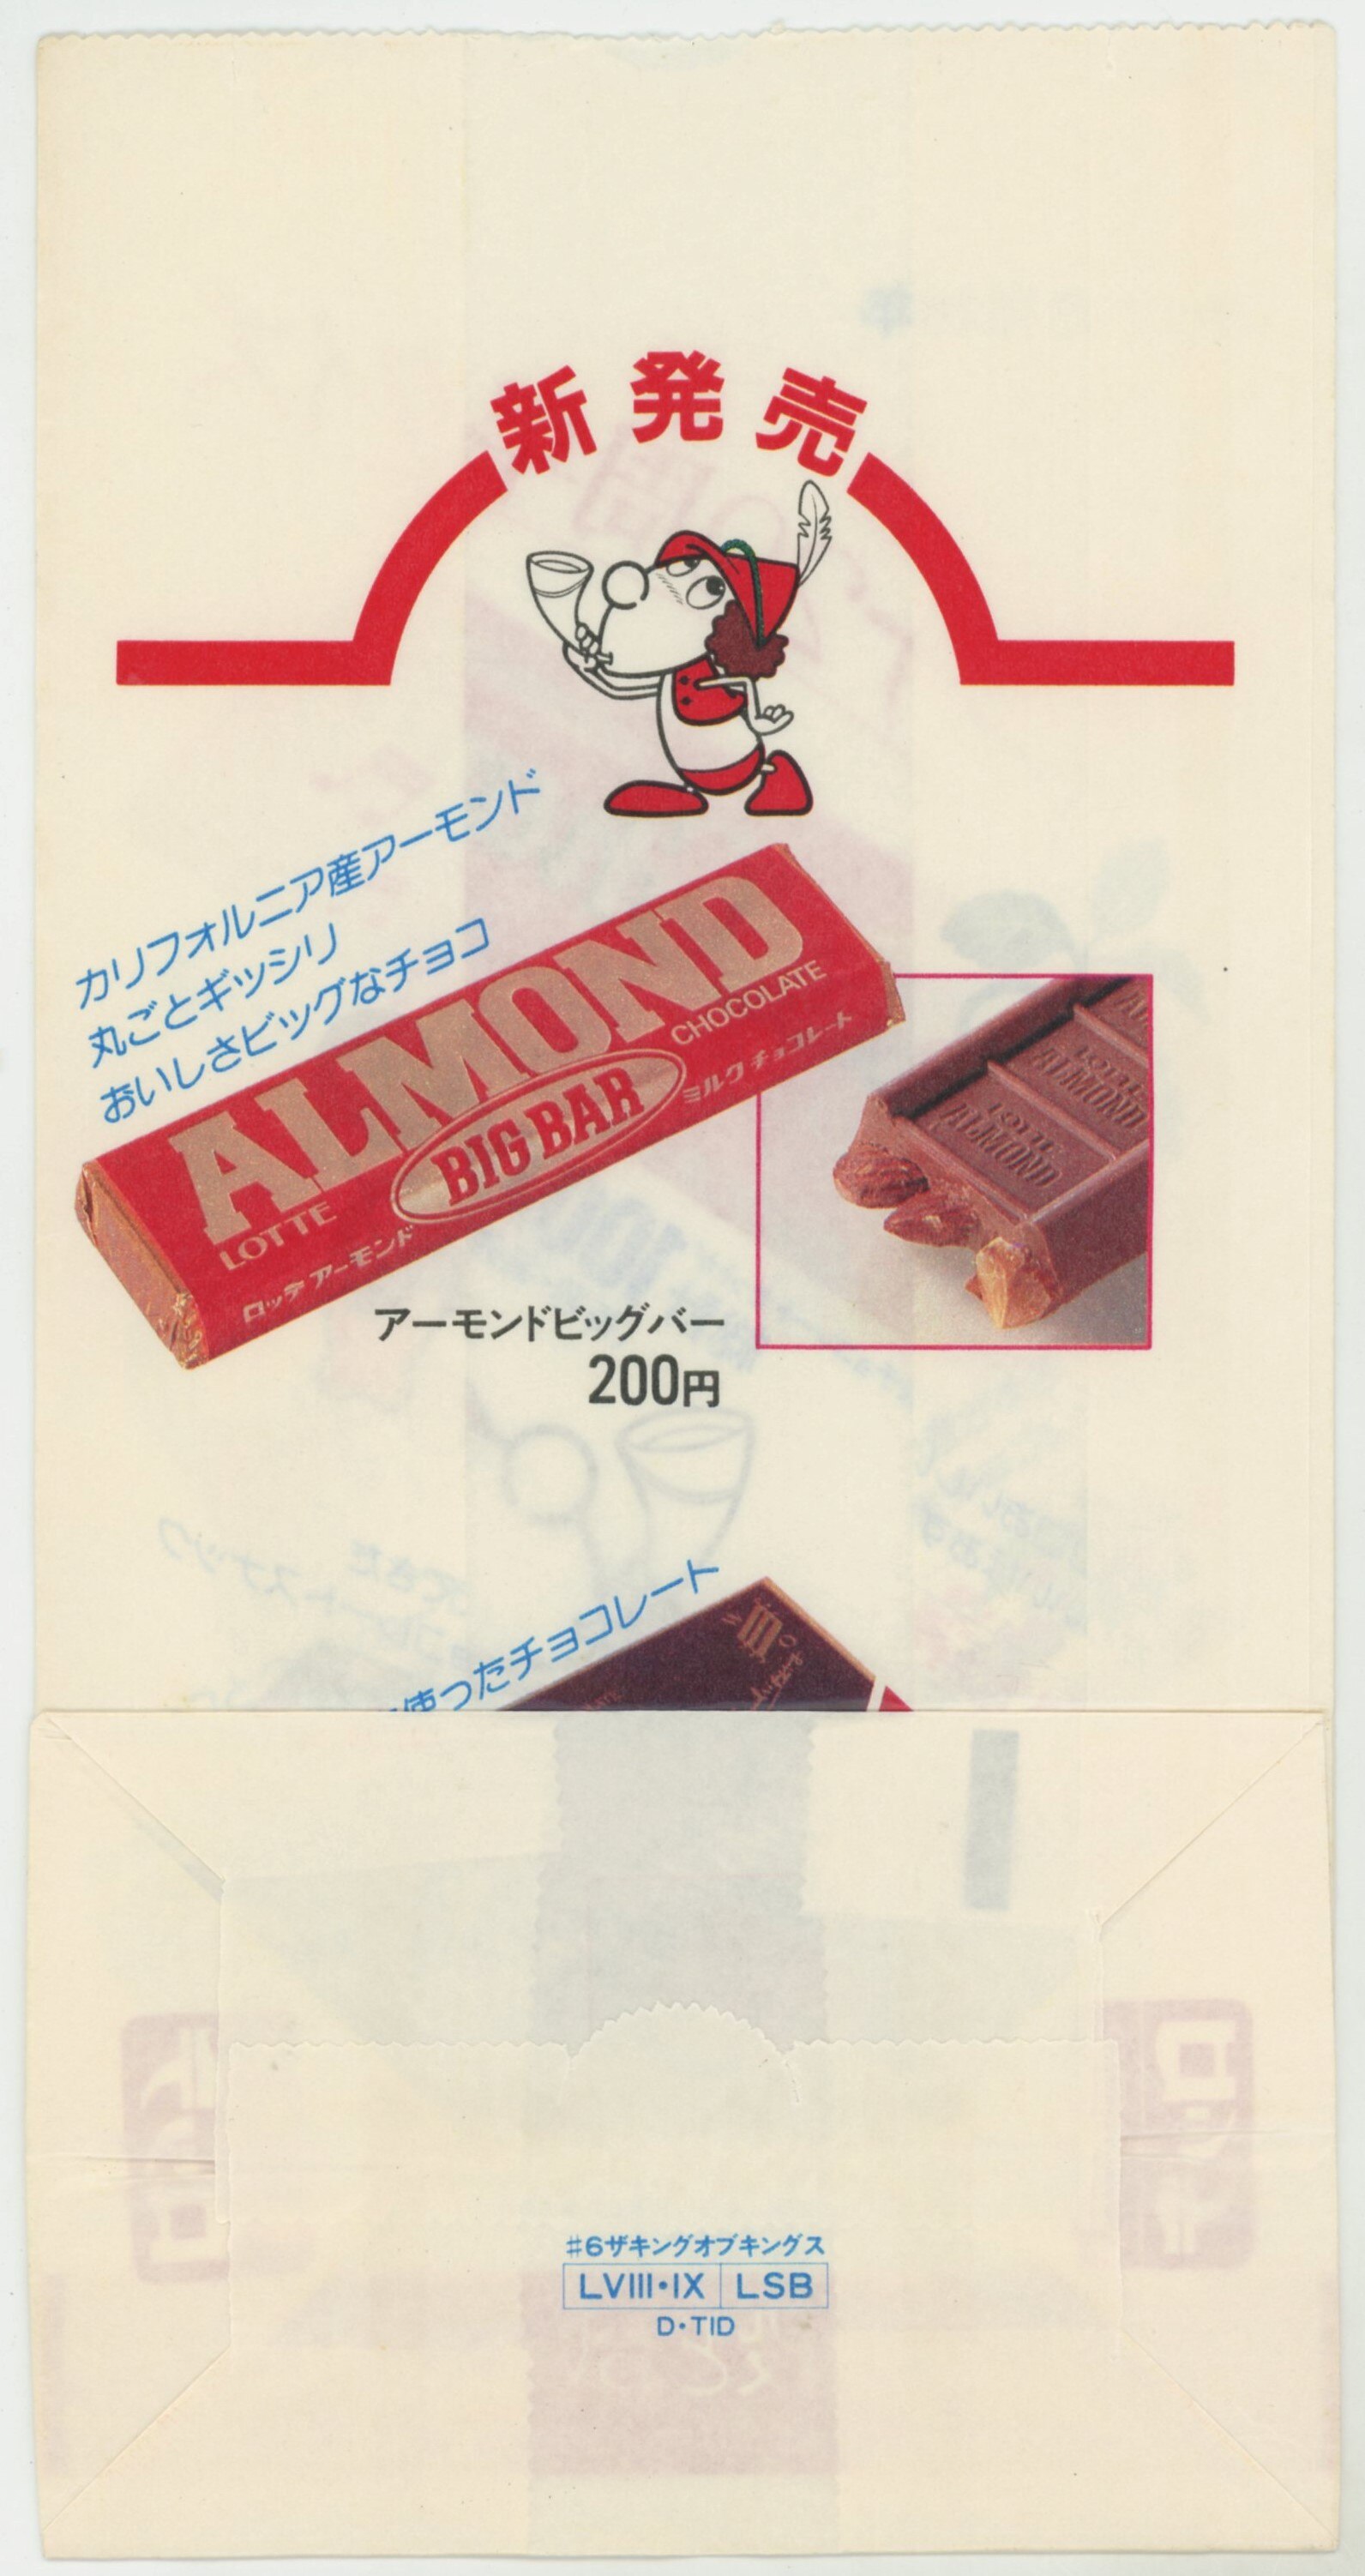 新発売
カリフォルニア産アーモンド
丸ごとギッシリ
おいしさビッグなチョコ
ALMOND
CHOCOLATE
BIG BAR
ミルクチョコレート
LOTTE
ロッテ アーモンド
LOTTE
ALMOND
LOTTE
ALMOND
アーモンドビッグバー
200円
使ったチョコレート
#6ザキングオブキングス
LVIII・IX LSB
D・TID